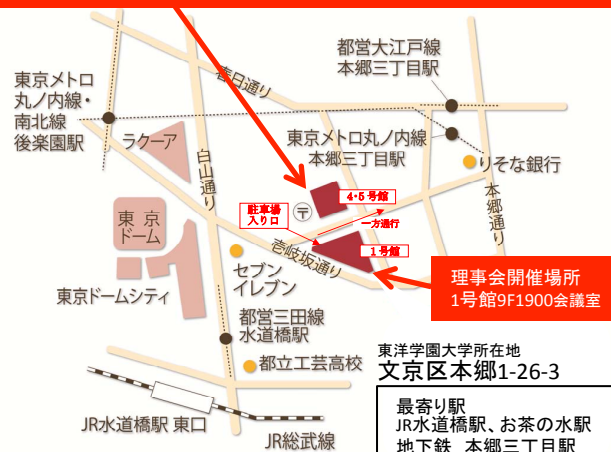 都営大江戸線
本郷三丁目駅
春日通り
東京メトロ
丸ノ内線・
南北線
後楽園駅
ラクーア
白山通り
東京メトロ丸ノ内線
本郷三丁目駅
りそな銀行
本郷通り
4・5号館
〒
駐車場
入り口
一方通行
1号館
東京
ドーム
壱岐坂通り
セブン
イレブン
東京ドームシティ
理事会開催場所
1号館9F1900会議室
都営三田線
水道橋駅
都立工芸高校
東洋学園大学所在地
文京区本郷1-26-3
JR水道橋駅 東口
JR総武線
最寄り駅
JR水道橋駅、お茶の水駅
地下鉄 本郷三丁目駅